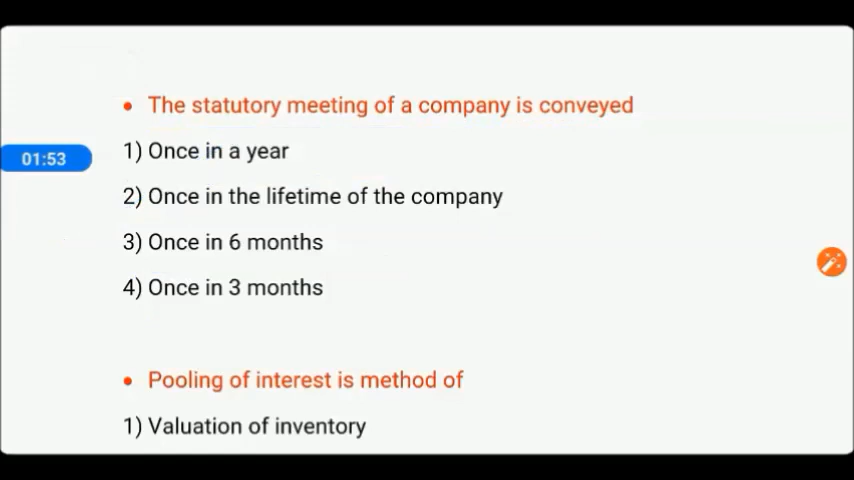 • The statutory meeting of a company is conveyed
1) Once in a year
01:53
2) Once in the lifetime of the company
3) Once in 6 months
4) Once in 3 months
• Pooling of interest is method of
1) Valuation of inventory